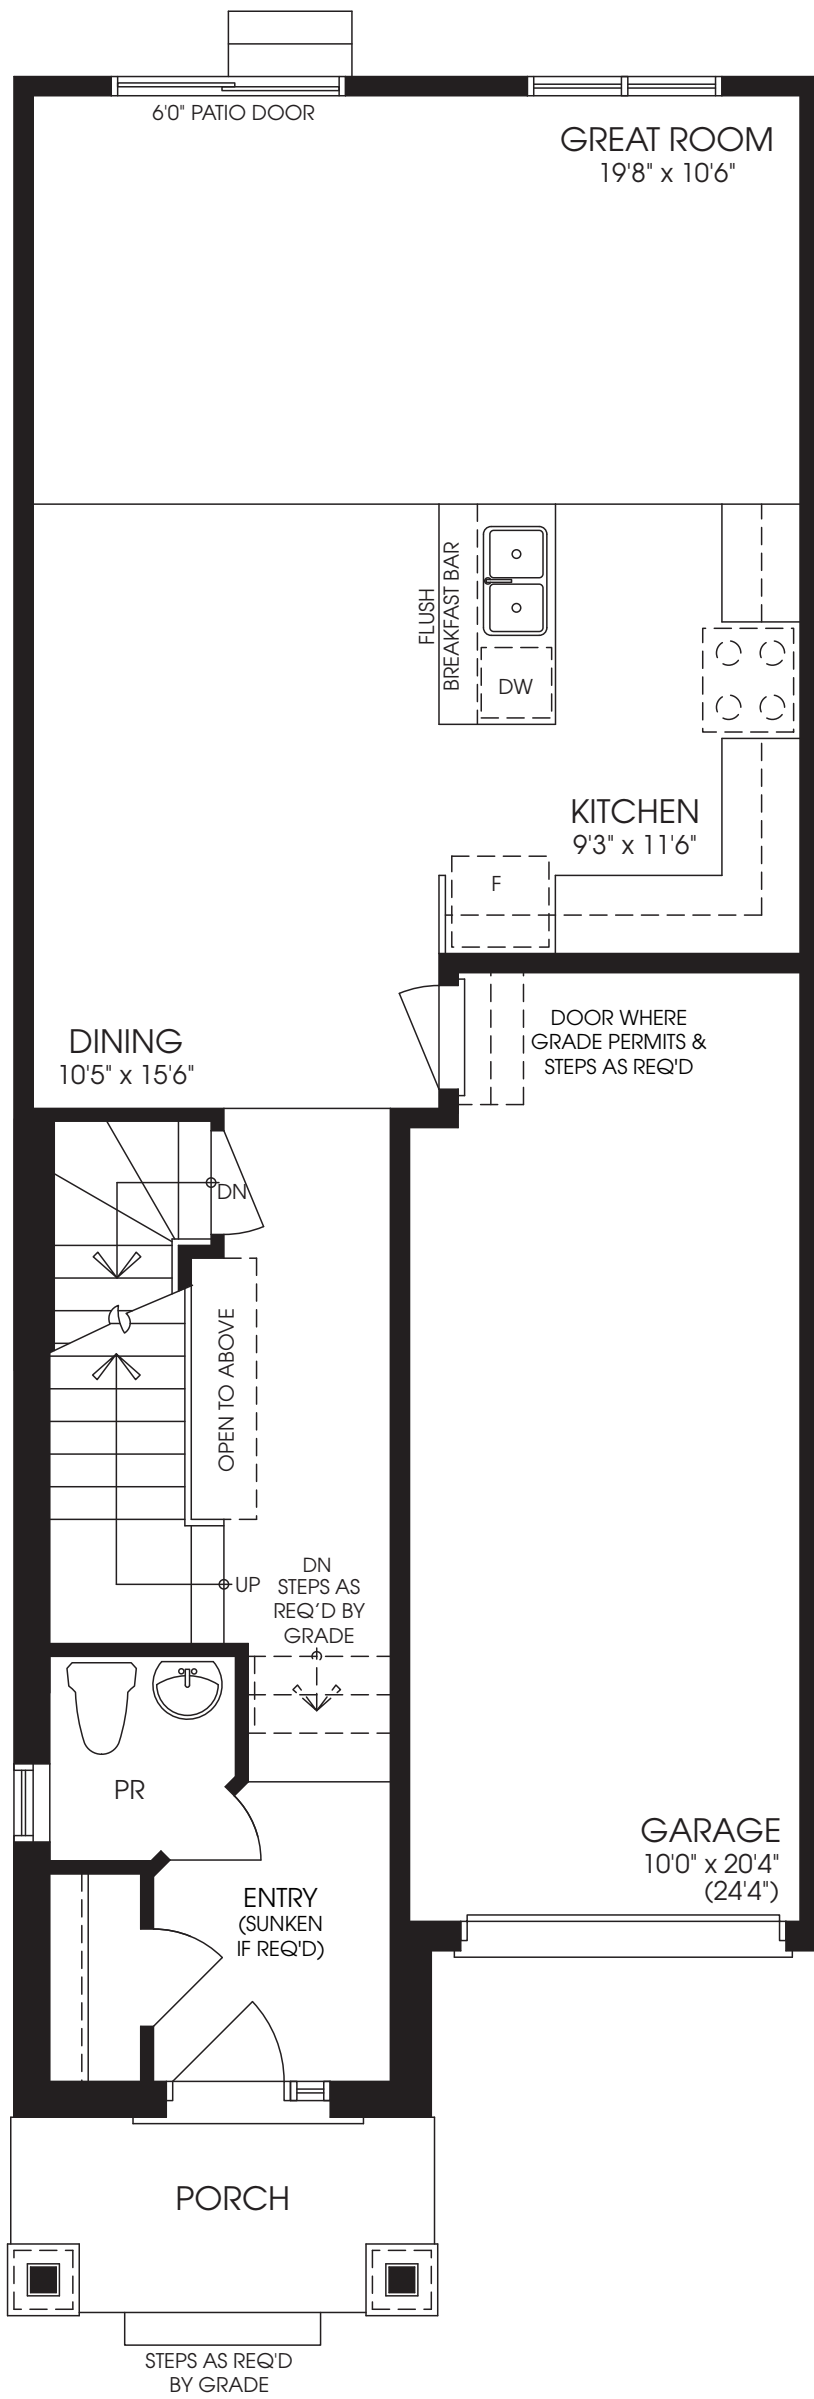 6'0" PATIO DOOR
GREAT ROOM
19'8" x 10'6"
FLUSH
BREAKFAST BAR
DW
KITCHEN
9'3" x 11'6"
F
DOOR WHERE
GRADE PERMITS &
STEPS AS REQ'D
DINING
10'5" x 15'6"
DN
OPEN TO ABOVE
UP
DN
STEPS AS
REQ’D BY
GRADE
PR
GARAGE
10'0" x 20'4"
(24'4")
ENTRY
(SUNKEN
IF REQ'D)
PORCH
STEPS AS REQ'D
BY GRADE